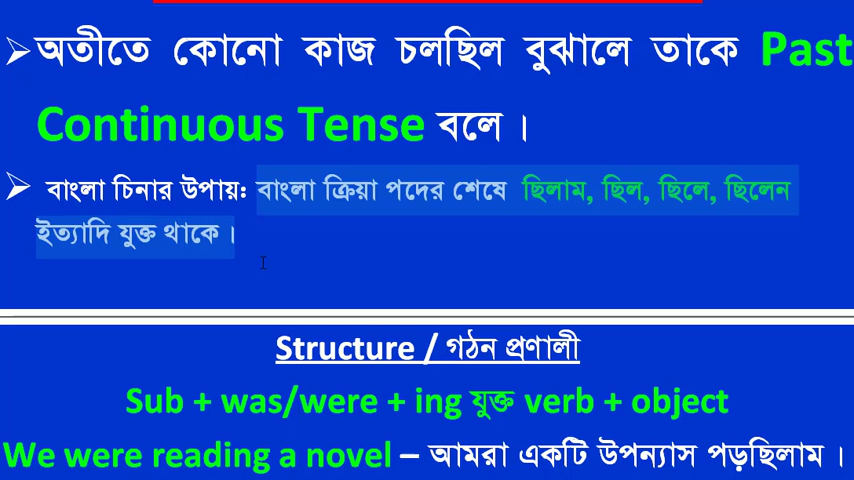 ➢অতীতে কোনো কাজ চলছিল বুঝালে তাকে Past
Continuous Tense বলে ।
➢ বাংলা চিনার উপায়: বাংলা ক্রিয়া পদের শেষে ছিলাম, ছিল, ছিলে, ছিলেন
ইত্যাদি যুক্ত থাকে ।
Structure / গঠন প্রণালী
Sub + was/were + ing যুক্ত verb + object
We were reading a novel – আমরা একটি উপন্যাস পড়ছিলাম ।